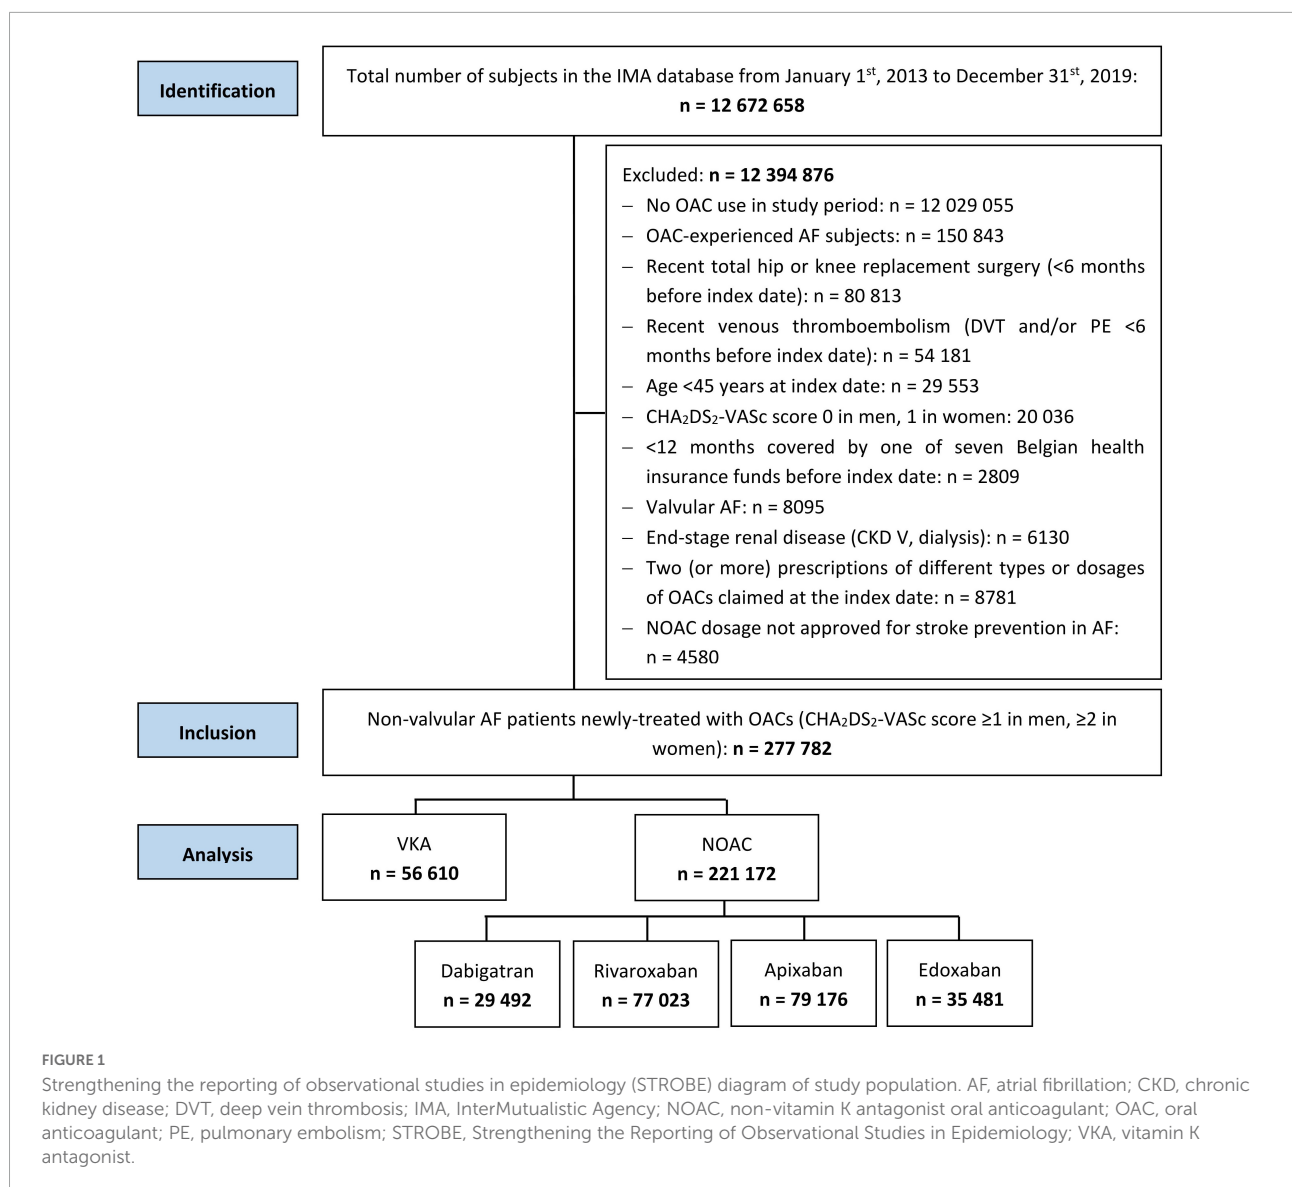 Identification
Total number of subjects in the IMA database from January 1st, 2013 to December 31st, 2019:
n = 12 672 658
Excluded: n = 12 394 876
– No OAC use in study period: n = 12 029 055
– OAC-experienced AF subjects: n = 150 843
– Recent total hip or knee replacement surgery (<6 months
before index date): n = 80 813
– Recent venous thromboembolism (DVT and/or PE <6
months before index date): n = 54 181
– Age <45 years at index date: n = 29 553
– CHA₂DS₂-VASc score 0 in men, 1 in women: 20 036
– <12 months covered by one of seven Belgian health
insurance funds before index date: n = 2809
– Valvular AF: n = 8095
– End-stage renal disease (CKD V, dialysis): n = 6130
– Two (or more) prescriptions of different types or dosages
of OACs claimed at the index date: n = 8781
– NOAC dosage not approved for stroke prevention in AF:
n = 4580
Inclusion
Non-valvular AF patients newly-treated with OACs (CHA₂DS₂-VASc score ≥1 in men, ≥2 in
women): n = 277 782
Analysis
VKA
n = 56 610
NOAC
n = 221 172
Dabigatran
n = 29 492
Rivaroxaban
n = 77 023
Apixaban
n = 79 176
Edoxaban
n = 35 481
FIGURE 1
Strengthening the reporting of observational studies in epidemiology (STROBE) diagram of study population. AF, atrial fibrillation; CKD, chronic
kidney disease; DVT, deep vein thrombosis; IMA, InterMutualistic Agency; NOAC, non-vitamin K antagonist oral anticoagulant; OAC, oral
anticoagulant; PE, pulmonary embolism; STROBE, Strengthening the Reporting of Observational Studies in Epidemiology; VKA, vitamin K
antagonist.